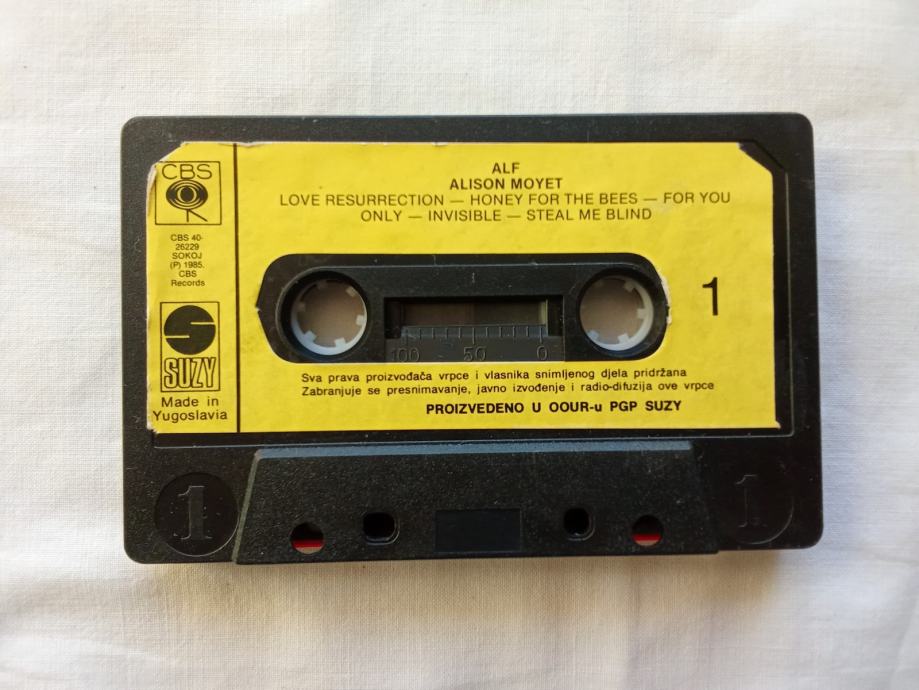 ALF
ALISON MOYET
LOVE RESURRECTION — HONEY FOR THE BEES — FOR YOU
ONLY — INVISIBLE — STEAL ME BLIND
CBS
CBS 40-
26229
SOKOJ
(P) 1985.
CBS
Records
1
100 50 0
SUZY
Made in
Yugoslavia
Sva prava proizvođača vrpce i vlasnika snimljenog djela pridržana
Zabranjuje se presnimavanje, javno izvođenje i radio-difuzija ove vrpce
PROIZVEDENO U OOUR-u PGP SUZY
1
1